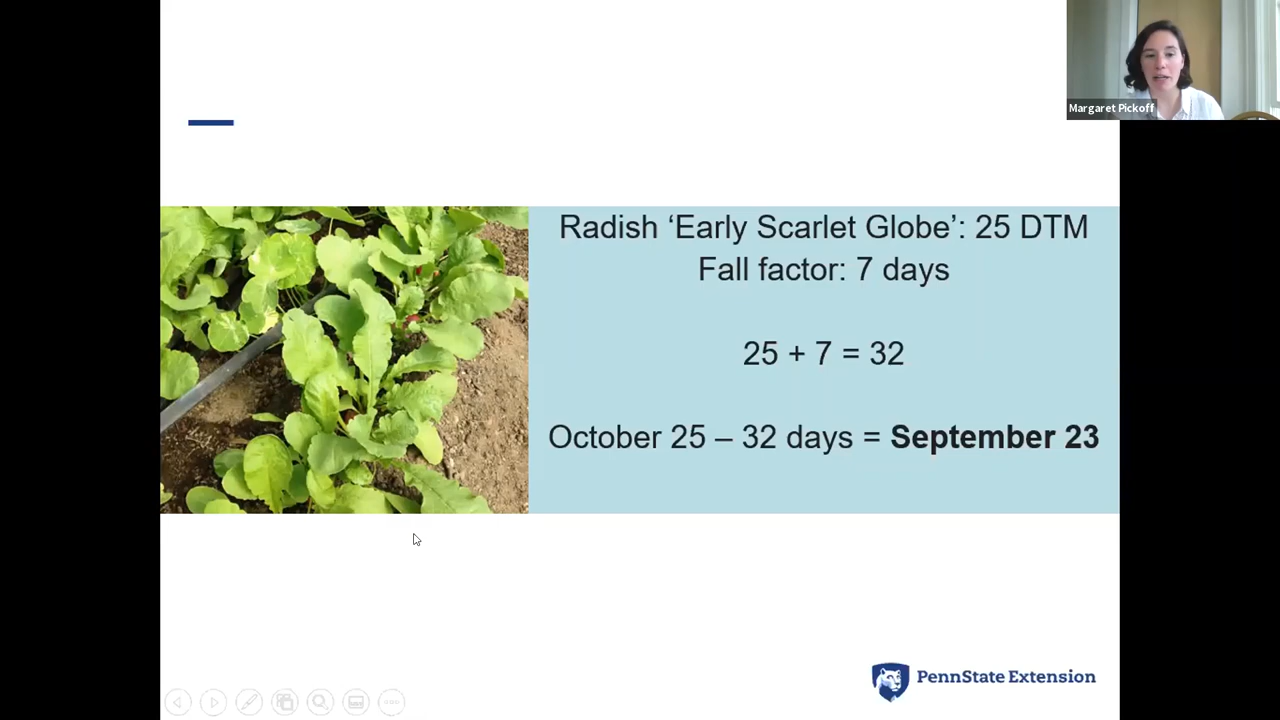 Margaret Pickoff
Radish ‘Early Scarlet Globe’: 25 DTM
Fall factor: 7 days
25 + 7 = 32
October 25 – 32 days = September 23
PennState Extension